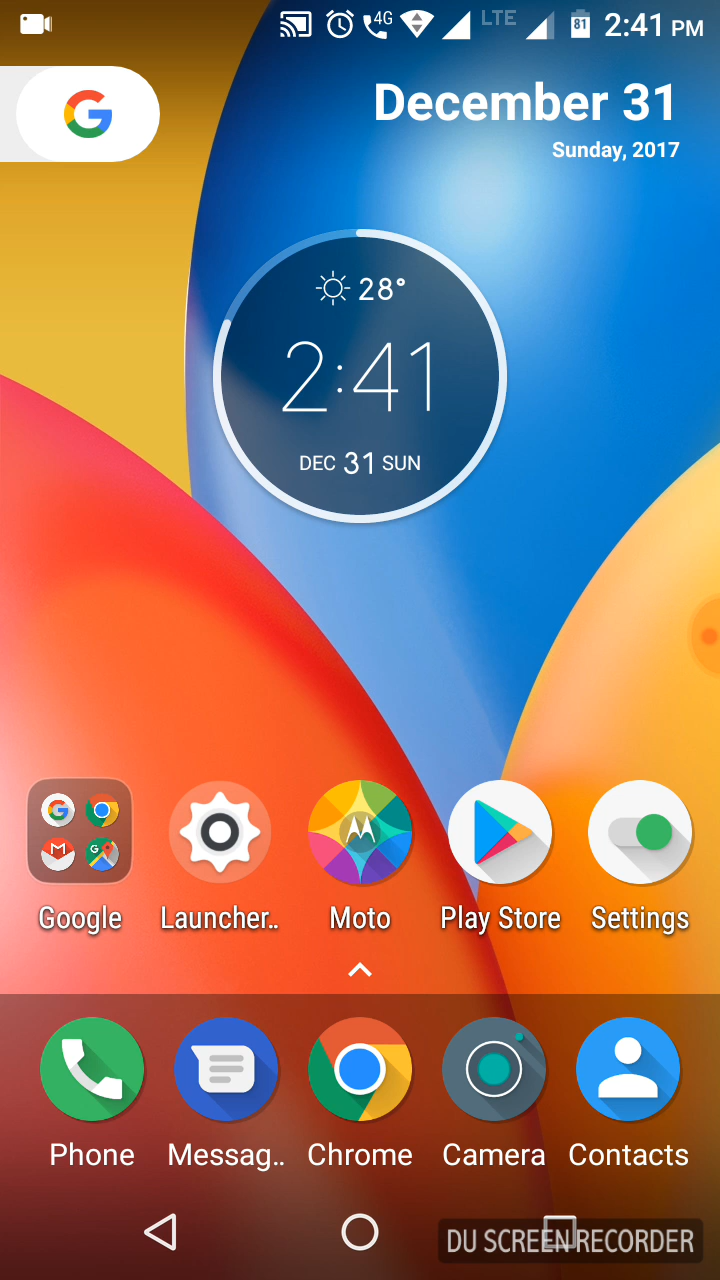 4G LTE 81 2:41 PM
G
December 31
Sunday, 2017
28°
2:41
DEC 31 SUN
Google Launcher.. Moto Play Store Settings
Phone Messag.. Chrome Camera Contacts
DU SCREEN RECORDER